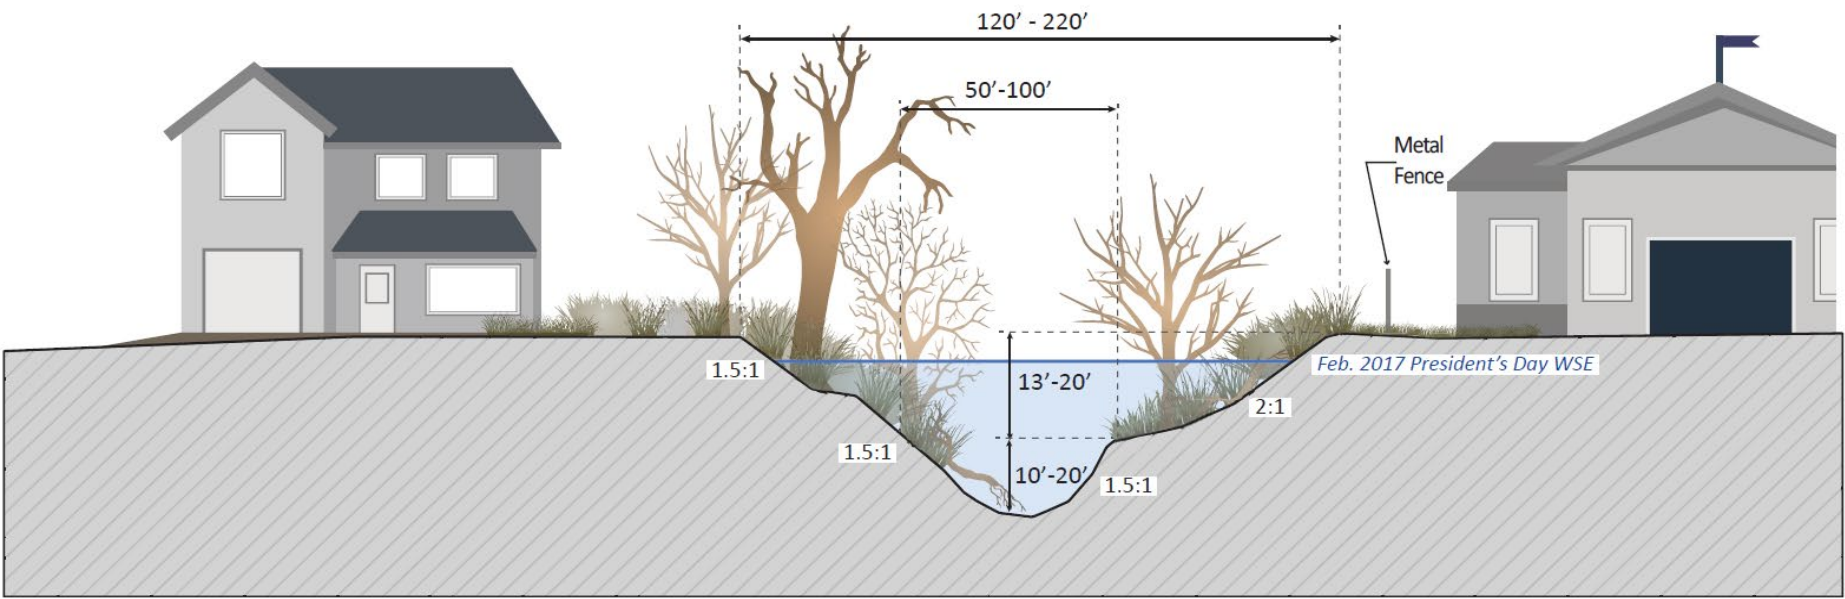 120’ - 220’
50’-100’
Metal
Fence
1.5:1
13’-20’
Feb. 2017 President’s Day WSE
2:1
1.5:1
10’-20’
1.5:1